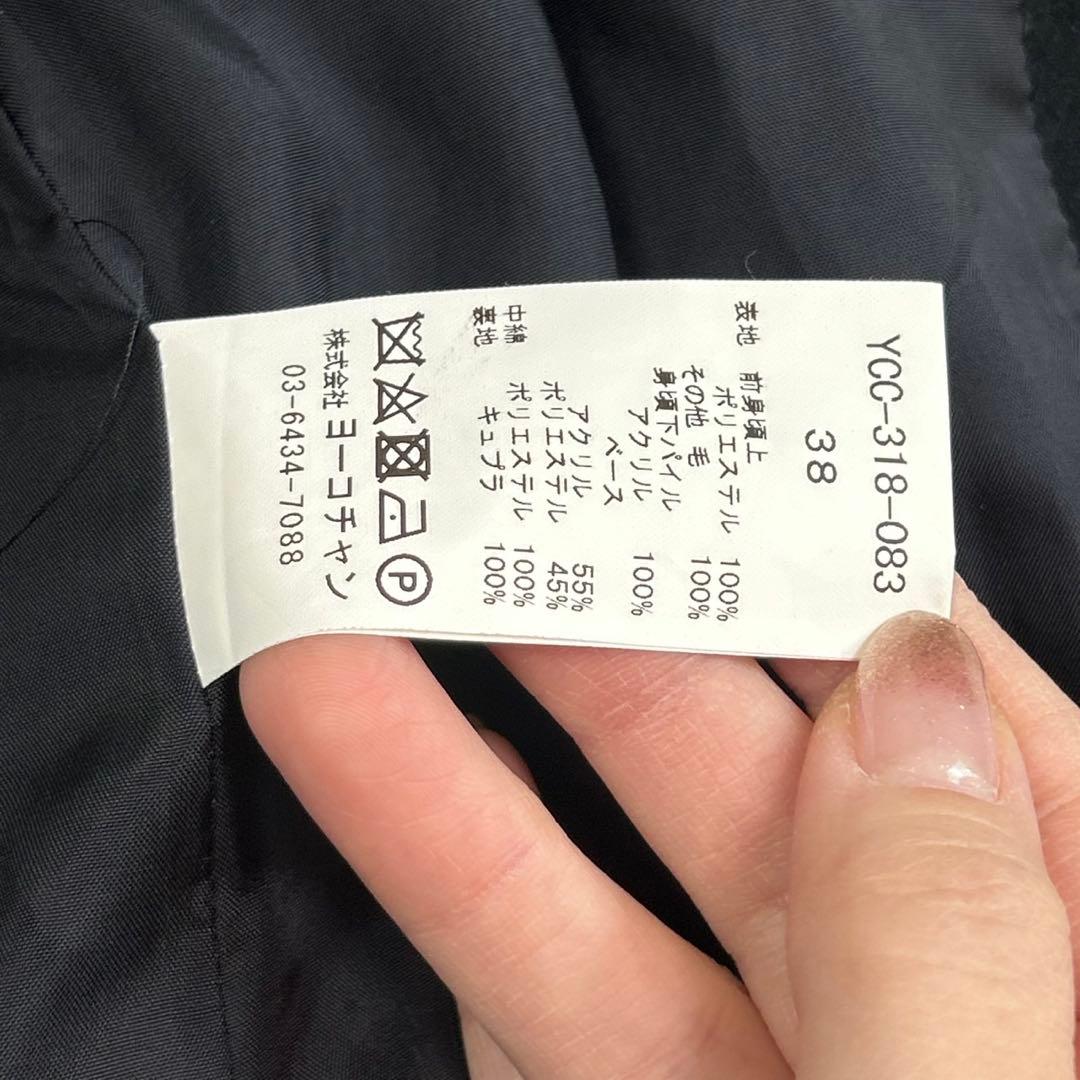 YCC-318-083
38
表地 前身頃上
ポリエステル 100%
その他 毛 100%
身頃下パイル
アクリル 100%
ベース
アクリル 55%
ポリエステル 45%
中綿 ポリエステル 100%
裏地 キュプラ 100%
P
株式会社 ヨーコチャン
03-6434-7088